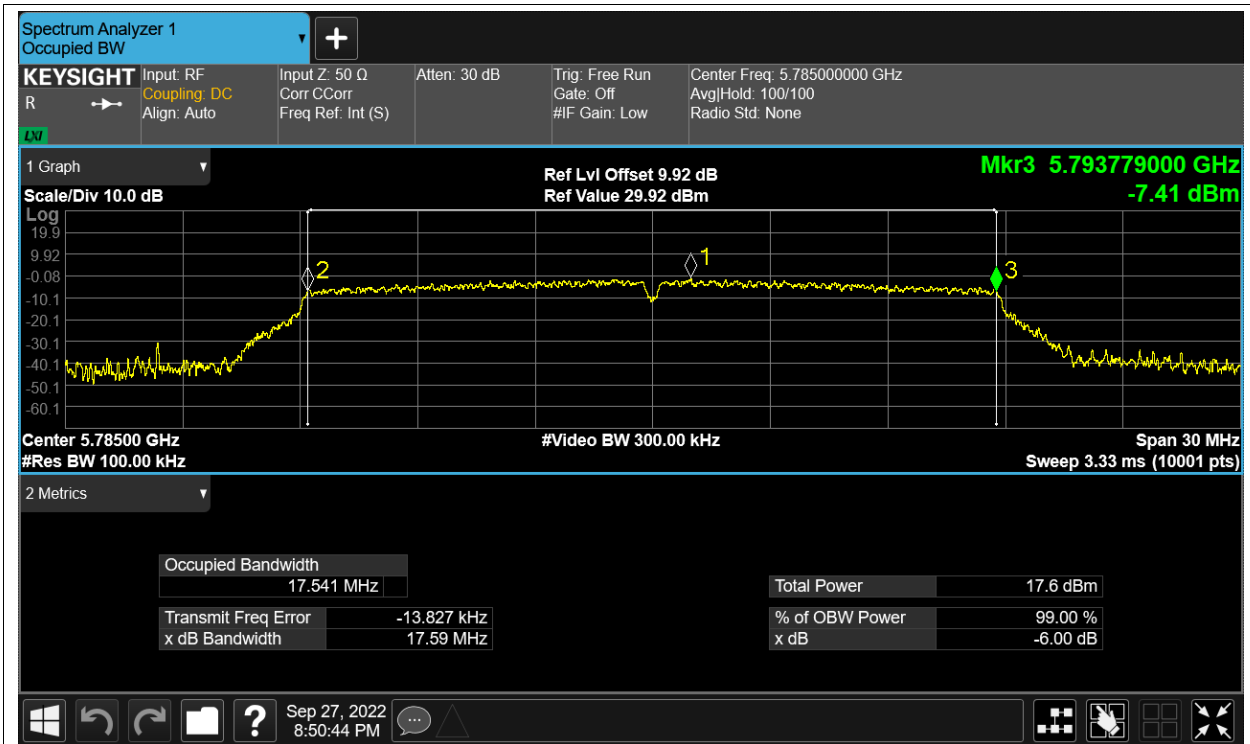 Spectrum Analyzer 1
Occupied BW
KEYSIGHT
R
LXI
Input: RF
Coupling: DC
Align: Auto
Input Z: 50 Ω
Corr CCorr
Freq Ref: Int (S)
Atten: 30 dB
Trig: Free Run
Gate: Off
#IF Gain: Low
Center Freq: 5.785000000 GHz
Avg|Hold: 100/100
Radio Std: None
1 Graph
Scale/Div 10.0 dB
Ref Lvl Offset 9.92 dB
Ref Value 29.92 dBm
Mkr3 5.793779000 GHz
-7.41 dBm
Log
19.9
9.92
-0.08
-10.1
-20.1
-30.1
-40.1
-50.1
-60.1
2
1
3
Center 5.78500 GHz
#Video BW 300.00 kHz
Span 30 MHz
#Res BW 100.00 kHz
Sweep 3.33 ms (10001 pts)
2 Metrics
Occupied Bandwidth
17.541 MHz
Total Power 17.6 dBm
Transmit Freq Error -13.827 kHz
% of OBW Power 99.00 %
x dB Bandwidth 17.59 MHz
x dB -6.00 dB
?
Sep 27, 2022
8:50:44 PM